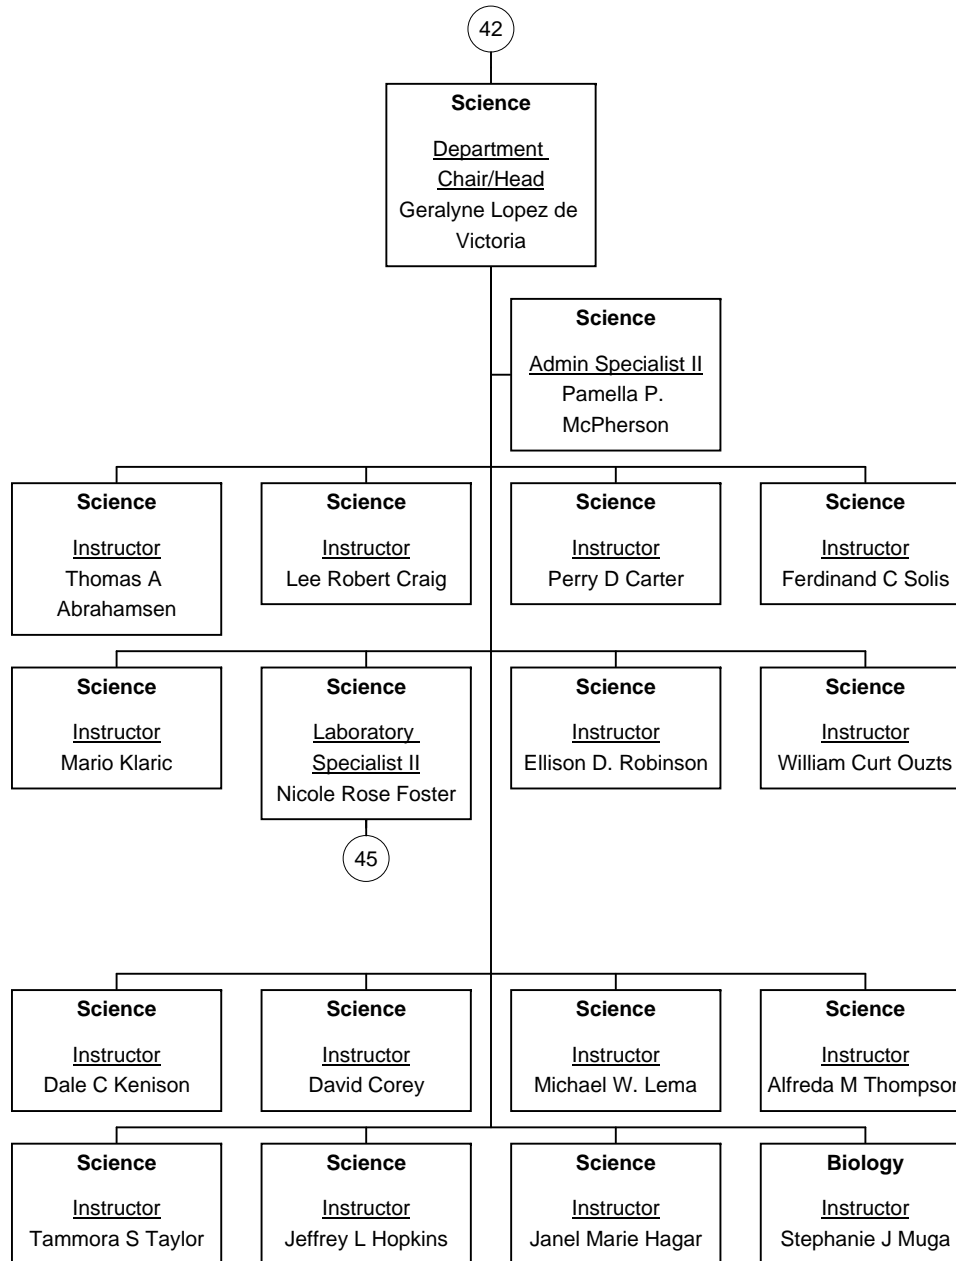 42
Science
Department
Chair/Head
Geralyne Lopez de
Victoria
Science
Admin Specialist II
Pamella P.
McPherson
Science
Instructor
Thomas A
Abrahamsen
Science
Instructor
Lee Robert Craig
Science
Instructor
Perry D Carter
Science
Instructor
Ferdinand C Solis
Science
Instructor
Mario Klaric
Science
Laboratory
Specialist II
Nicole Rose Foster
45
Science
Instructor
Ellison D. Robinson
Science
Instructor
William Curt Ouzts
Science
Instructor
Dale C Kenison
Science
Instructor
David Corey
Science
Instructor
Michael W. Lema
Science
Instructor
Alfreda M Thompson
Science
Instructor
Tammora S Taylor
Science
Instructor
Jeffrey L Hopkins
Science
Instructor
Janel Marie Hagar
Biology
Instructor
Stephanie J Muga